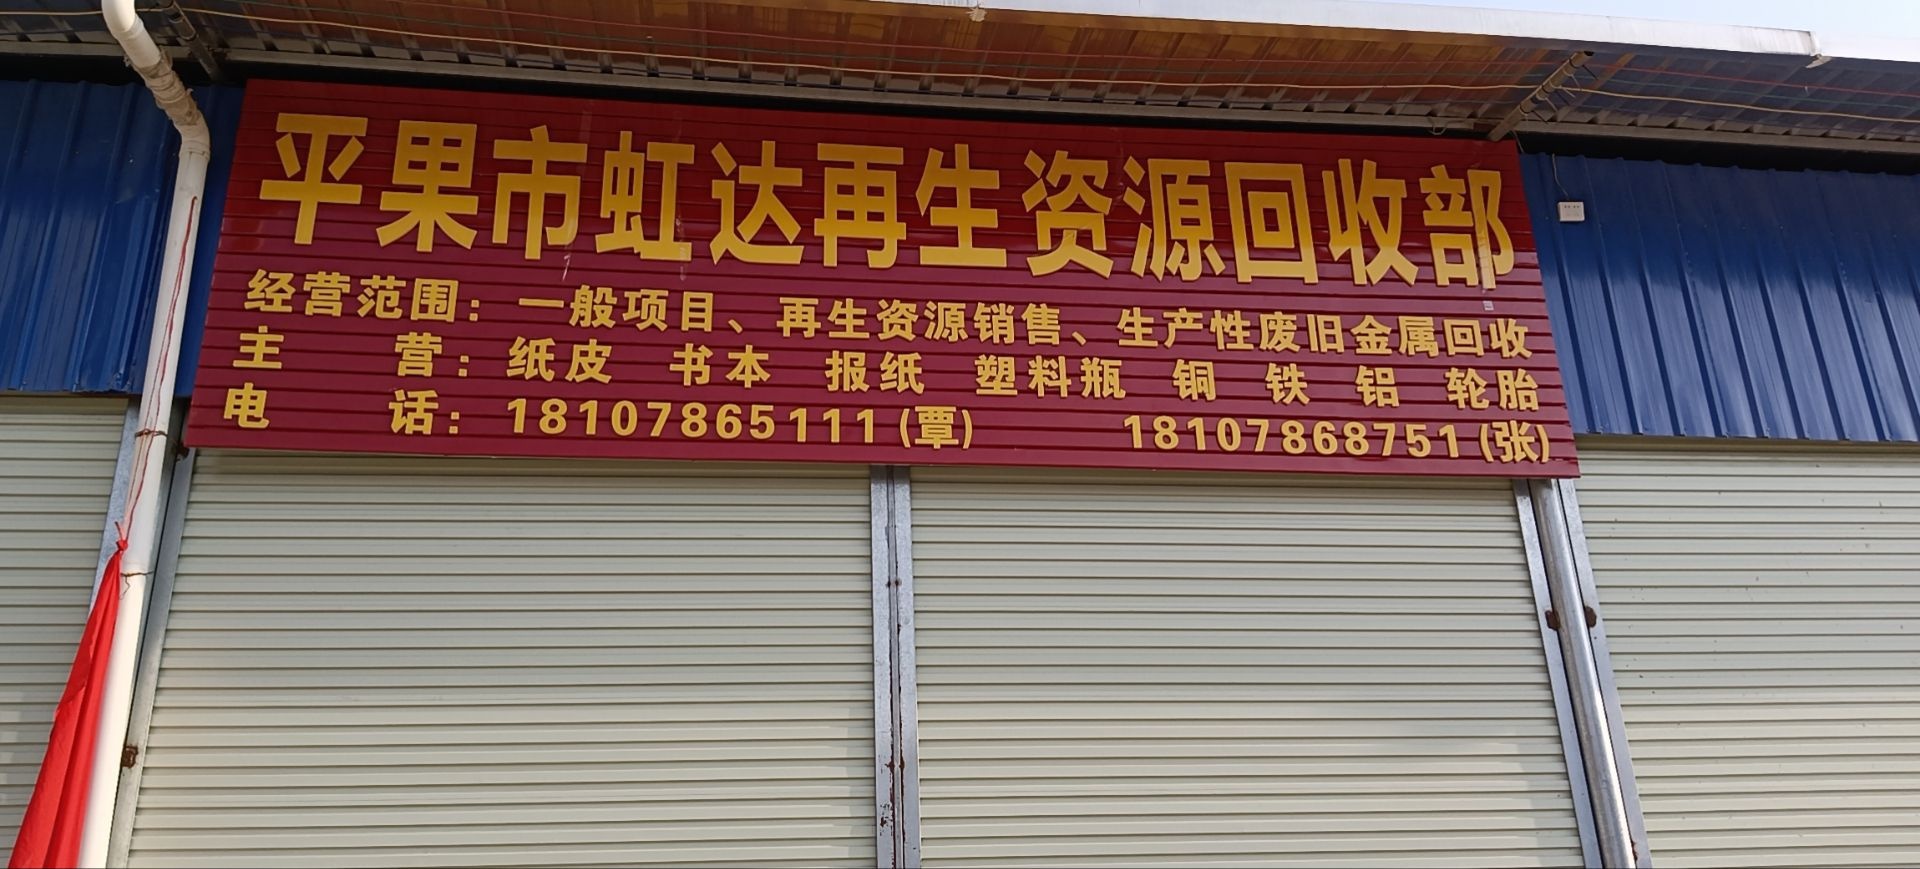 平果市虹达再生资源回收部
经营范围：一般项目、再生资源销售、生产性废旧金属回收
主 营：纸皮 书本 报纸 塑料瓶 铜 铁 铝 轮胎
电 话：18107865111(覃) 18107868751(张)